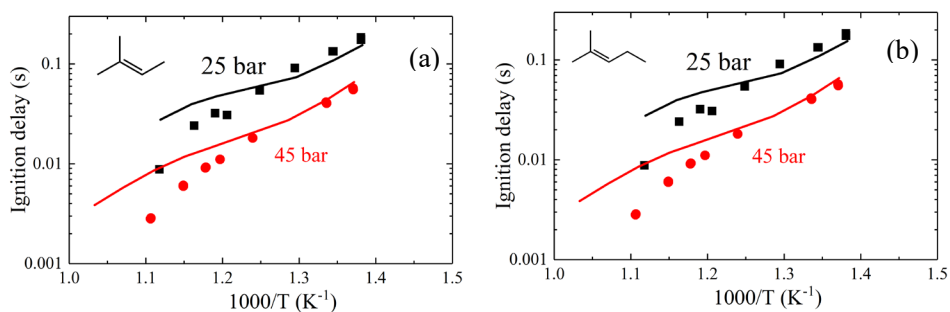 (a)
25 bar
45 bar
Ignition delay (s)
0.1
0.01
0.001
1.0 1.1 1.2 1.3 1.4 1.5
1000/T (K⁻¹)
(b)
25 bar
45 bar
Ignition delay (s)
0.1
0.01
0.001
1.0 1.1 1.2 1.3 1.4 1.5
1000/T (K⁻¹)